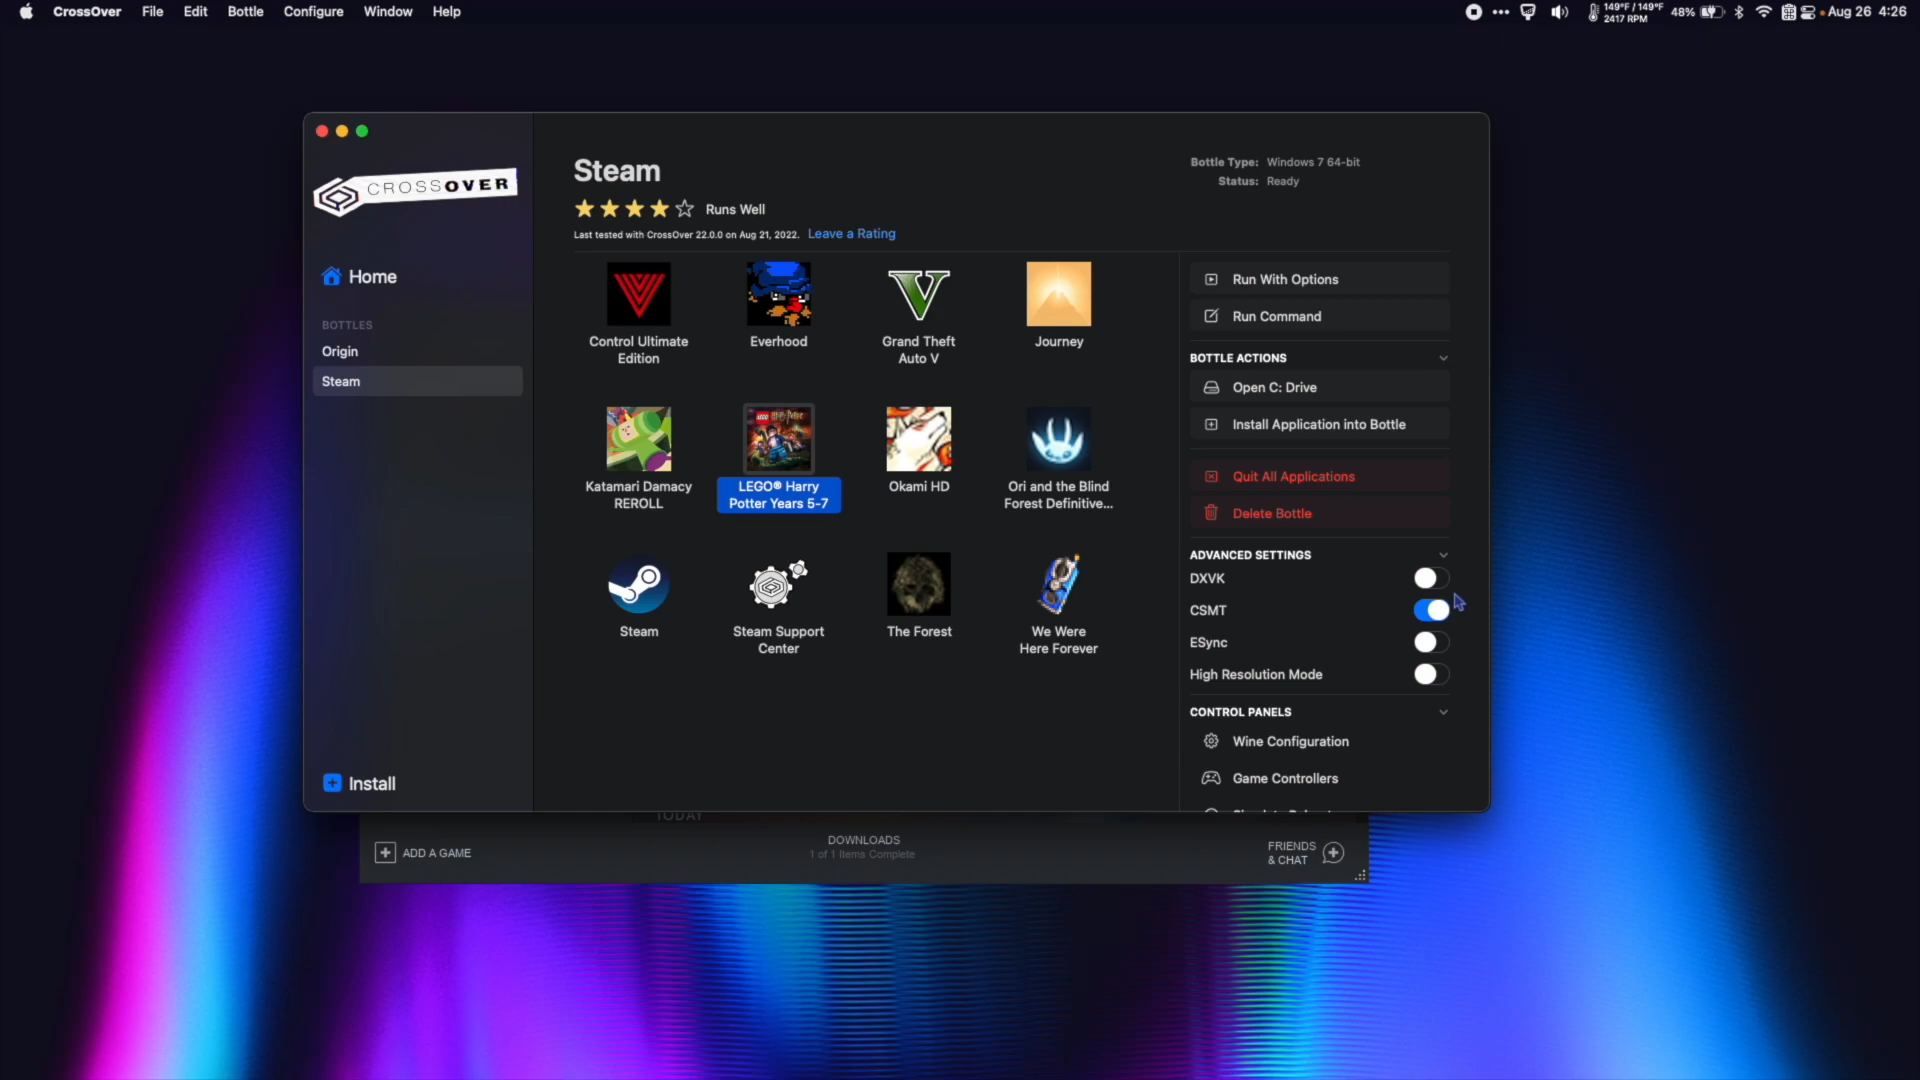 CrossOver File Edit Bottle Configure Window Help
149°F / 149°F
2417 RPM
48%
Aug 26 4:26
CROSSOVER
Home
BOTTLES
Origin
Steam
Install
Steam
Runs Well
Last tested with CrossOver 22.0.0 on Aug 21, 2022. Leave a Rating
Bottle Type: Windows 7 64-bit
Status: Ready
Control Ultimate
Edition
Everhood
Grand Theft
Auto V
Journey
Katamari Damacy
REROLL
LEGO® Harry
Potter Years 5-7
Okami HD
Ori and the Blind
Forest Definitive...
Steam
Steam Support
Center
The Forest
We Were
Here Forever
Run With Options
Run Command
BOTTLE ACTIONS
Open C: Drive
Install Application into Bottle
Quit All Applications
Delete Bottle
ADVANCED SETTINGS
DXVK
CSMT
ESync
High Resolution Mode
CONTROL PANELS
Wine Configuration
Game Controllers
TODAY
ADD A GAME
DOWNLOADS
1 of 1 Items Complete
FRIENDS
& CHAT